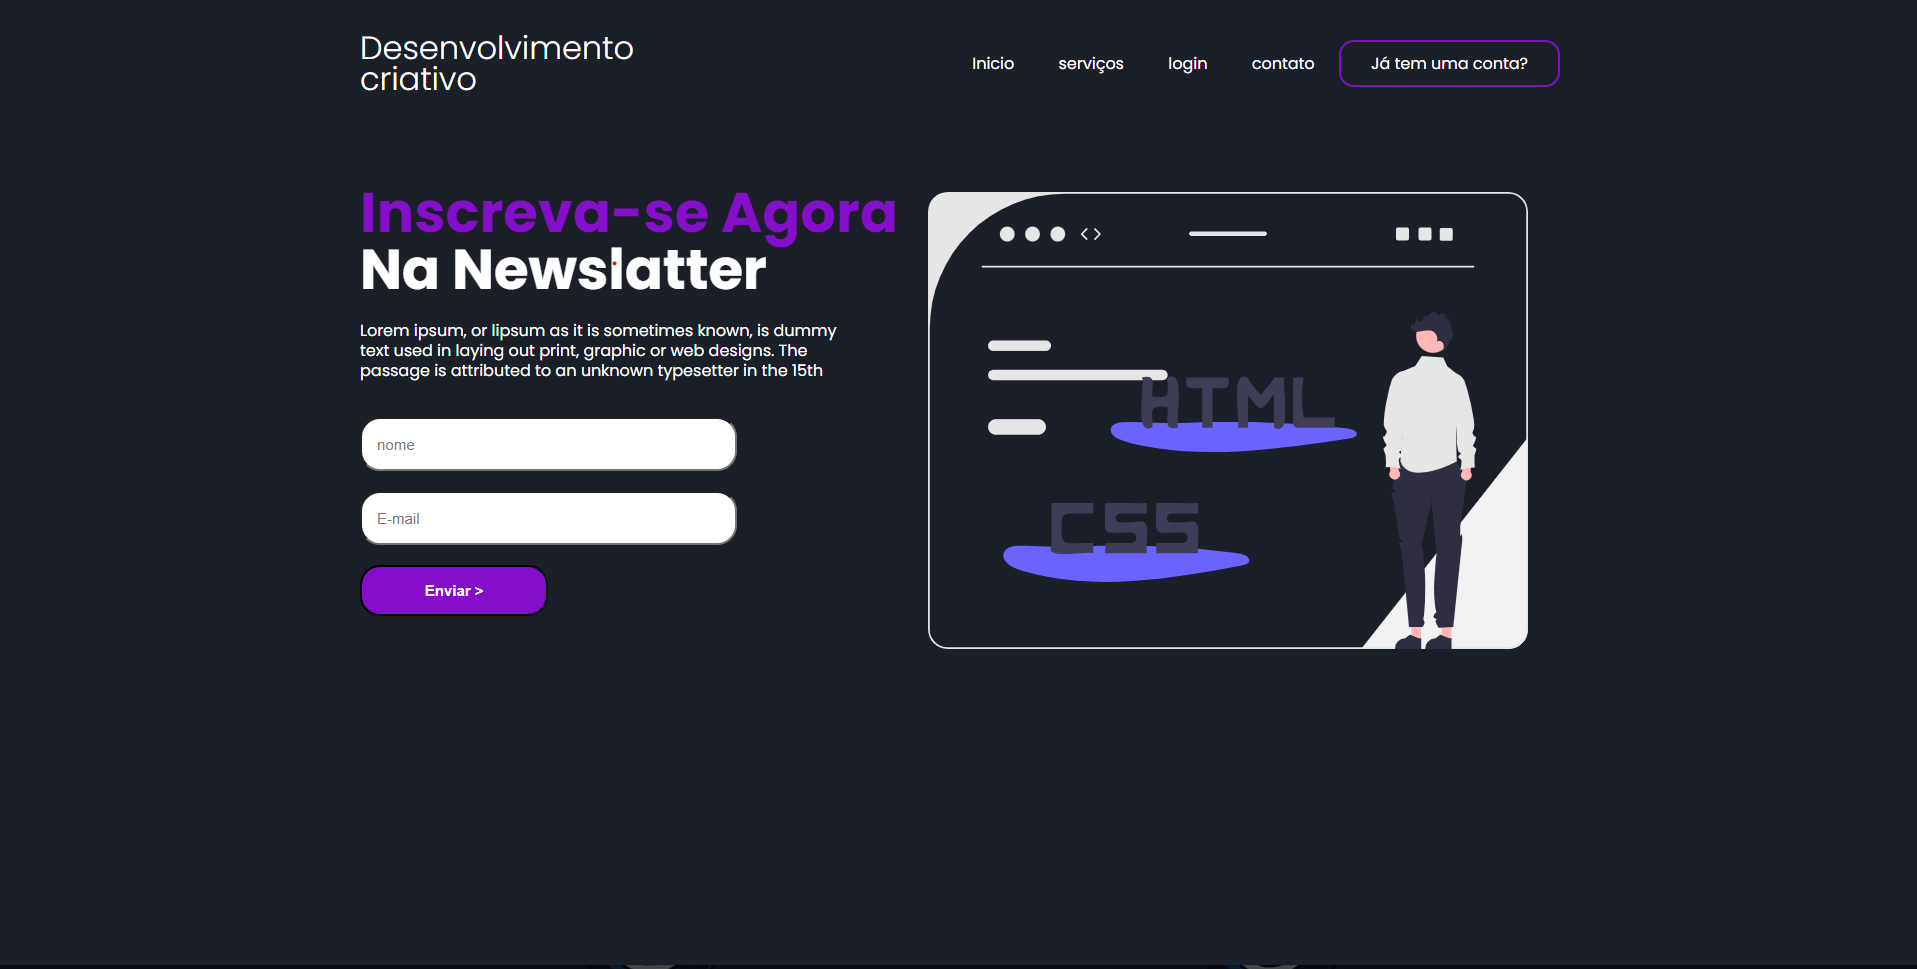 Desenvolvimento
criativo
Inicio serviços login contato Já tem uma conta?
Inscreva-se Agora
Na Newslatter
Lorem ipsum, or lipsum as it is sometimes known, is dummy
text used in laying out print, graphic or web designs. The
passage is attributed to an unknown typesetter in the 15th
nome
E-mail
Enviar >
< >
HTML
CSS